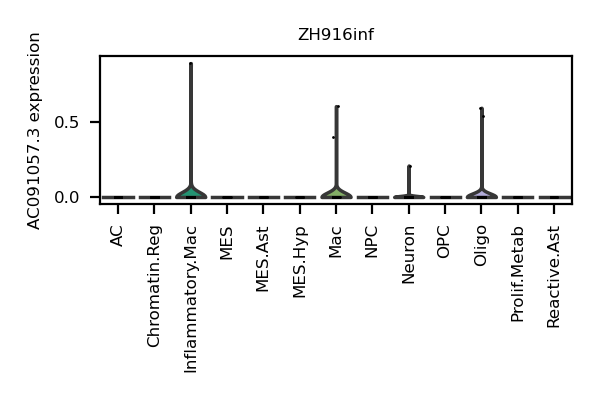 ZH916inf
AC091057.3 expression
0.5
0.0
AC
Chromatin.Reg
Inflammatory.Mac
MES
MES.Ast
MES.Hyp
Mac
NPC
Neuron
OPC
Oligo
Prolif.Metab
Reactive.Ast